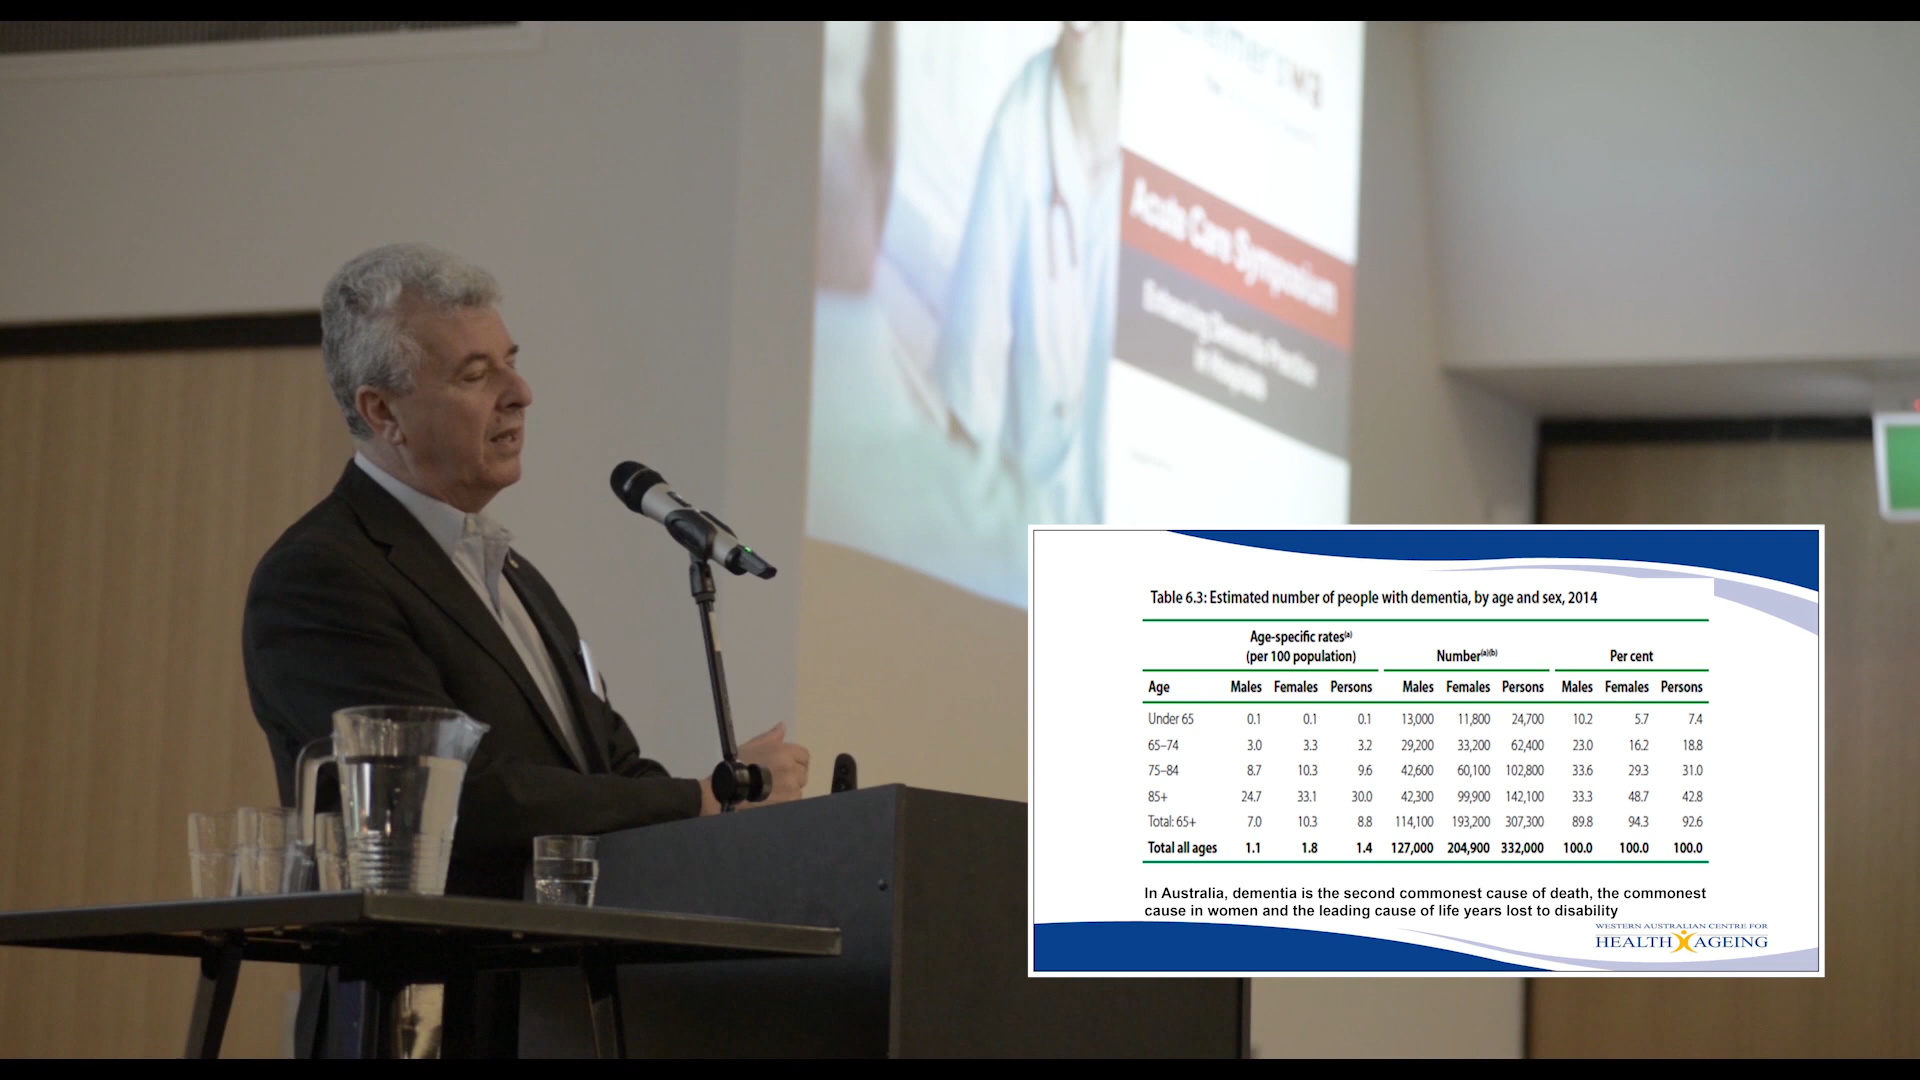 Acute Care Symposium
Enhancing Dementia Practice
in Hospitals
Table 6.3: Estimated number of people with dementia, by age and sex, 2014
Age-specific rates(a)
(per 100 population) Number(a)(b) Per cent
Age Males Females Persons Males Females Persons Males Females Persons
Under 65 0.1 0.1 0.1 13,000 11,800 24,700 10.2 5.7 7.4
65–74 3.0 3.3 3.2 29,200 33,200 62,400 23.0 16.2 18.8
75–84 8.7 10.3 9.6 42,600 60,100 102,800 33.6 29.3 31.0
85+ 24.7 33.1 30.0 42,300 99,900 142,100 33.3 48.7 42.8
Total: 65+ 7.0 10.3 8.8 114,100 193,200 307,300 89.8 94.3 92.6
Total all ages 1.1 1.8 1.4 127,000 204,900 332,000 100.0 100.0 100.0
In Australia, dementia is the second commonest cause of death, the commonest
cause in women and the leading cause of life years lost to disability
WESTERN AUSTRALIAN CENTRE FOR
HEALTH AGEING